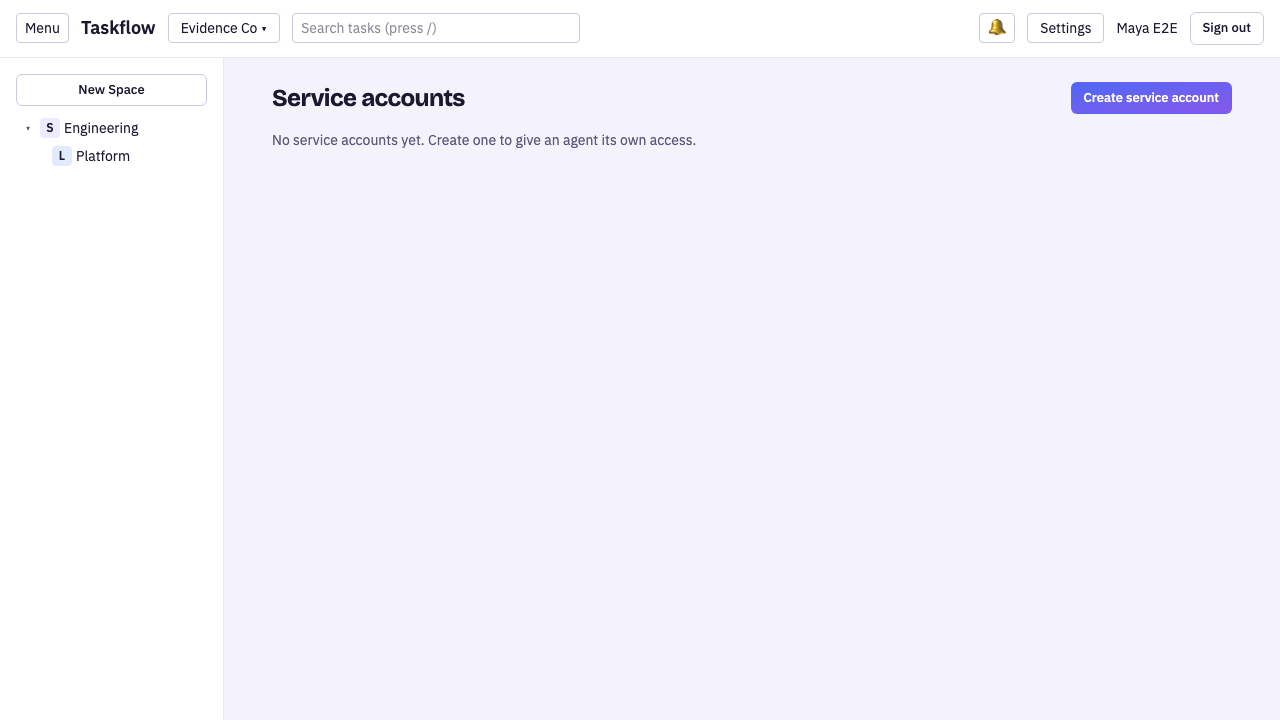 Menu Taskflow Evidence Co ▾ Search tasks (press /) 🔔 Settings Maya E2E Sign out
New Space
▾ S Engineering
L Platform
Service accounts
Create service account
No service accounts yet. Create one to give an agent its own access.